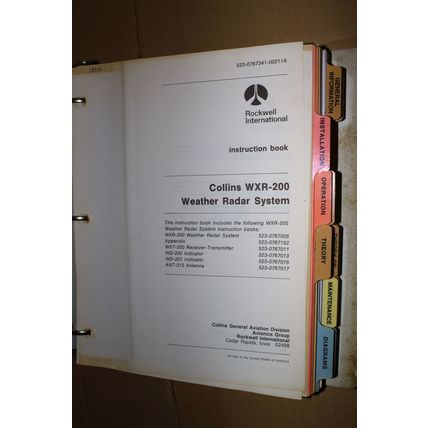 523-0767341-00211A
Rockwell
International
instruction book
Collins WXR-200
Weather Radar System
This instruction book includes the following WXR-200
Weather Radar System instruction books:
WXR-200 Weather Radar System 523-0767005
Appendix 523-0767152
WXT-200 Receiver-Transmitter 523-0767011
IND-200 Indicator 523-0767013
IND-201 Indicator 523-0767015
ANT-212 Antenna 523-0767017
Collins General Aviation Division
Avionics Group
Rockwell International
Cedar Rapids, Iowa 52498
Printed in the United States of America
GENERAL
INFORMATION
INSTALLATION
OPERATION
THEORY
MAINTENANCE
DIAGRAMS